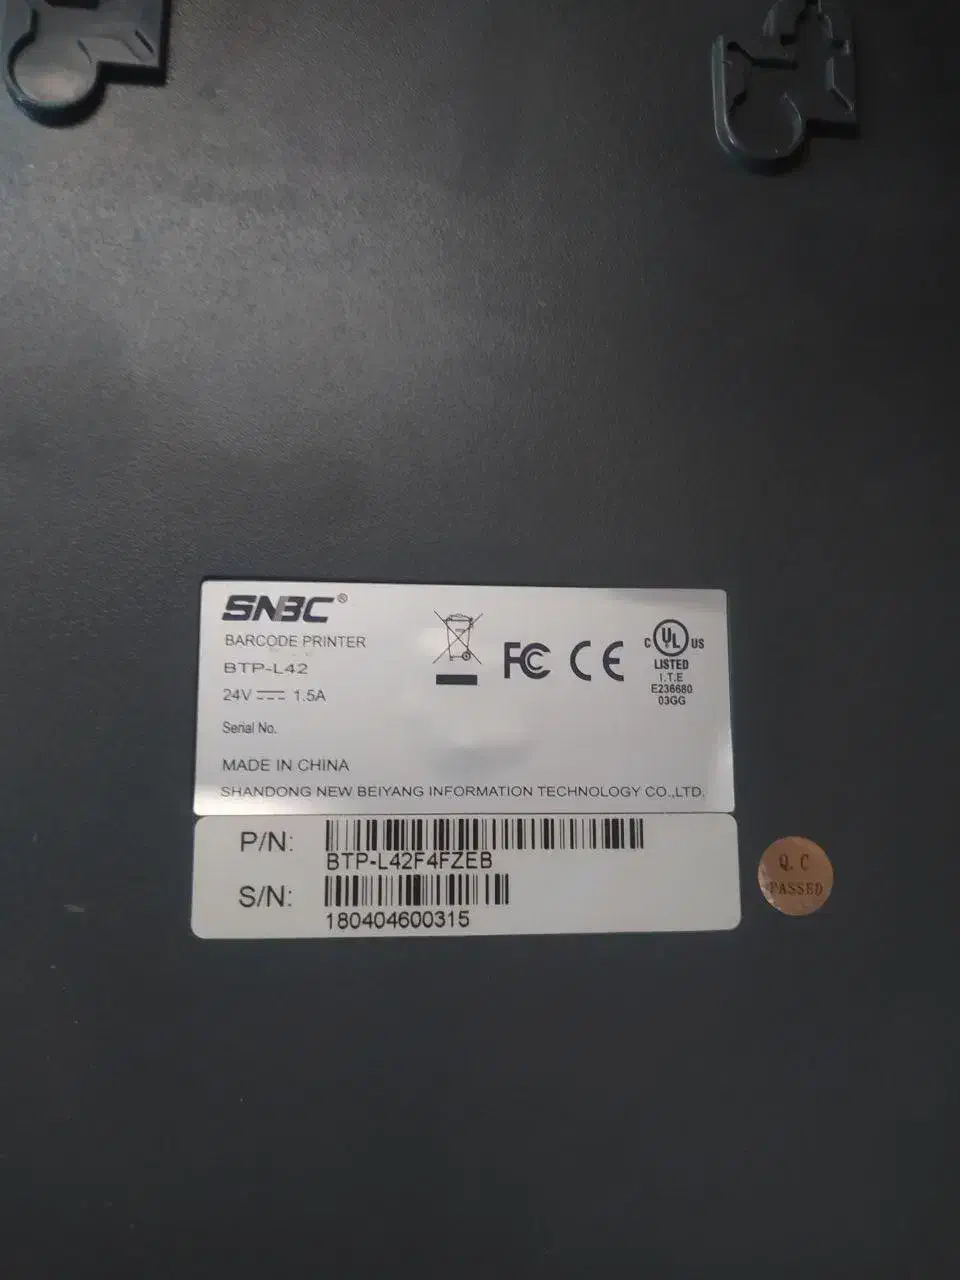 SNBC®
BARCODE PRINTER
BTP-L42
24V ⎓ 1.5A
Serial No.
MADE IN CHINA
SHANDONG NEW BEIYANG INFORMATION TECHNOLOGY CO.,LTD.
FC CE
C UL US
LISTED
I.T.E
E236680
03GG
P/N:
BTP-L42F4FZEB
S/N:
180404600315
Q.C
PASSED